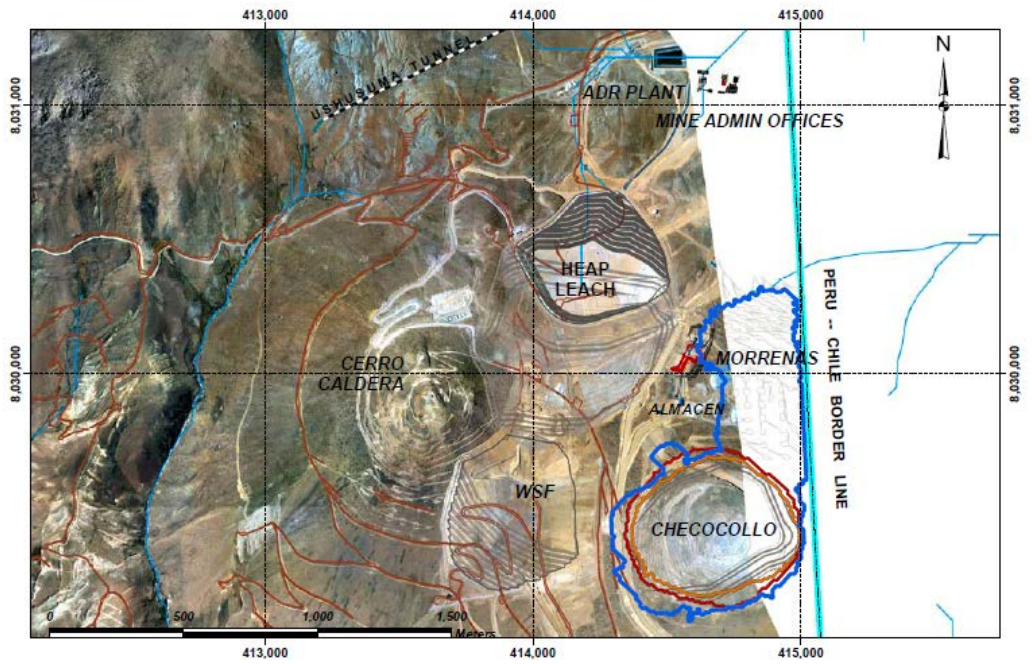 413,000
414,000
415,000
N
USHUSUMA TUNNEL
ADR PLANT
8,031,000
8,031,000
MINE ADMIN OFFICES
HEAP
LEACH
PERU -- CHILE BORDER LINE
MORRENAS
8,030,000
8,030,000
CERRO
CALDERA
ALMACEN
WSF
CHECOCOLLO
0
500
1,000
1,500
Meters
413,000
414,000
415,000